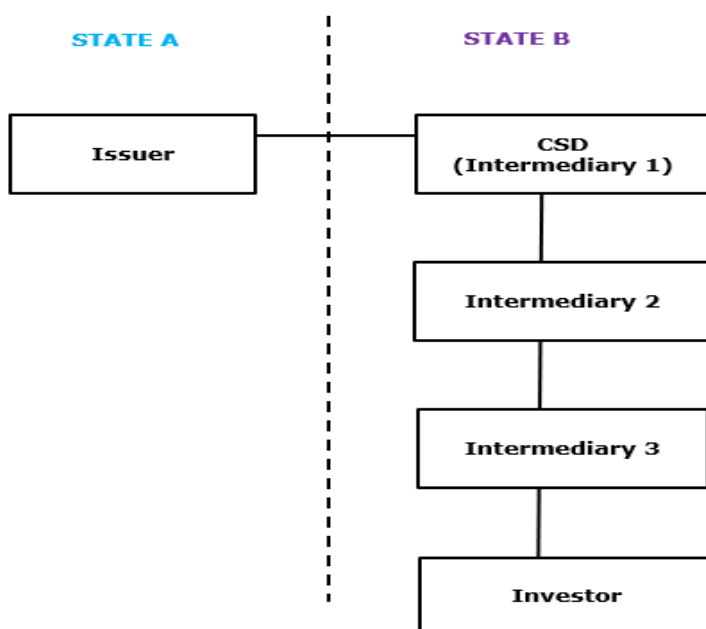 STATE A
STATE B
Issuer
CSD
(Intermediary 1)
Intermediary 2
Intermediary 3
Investor